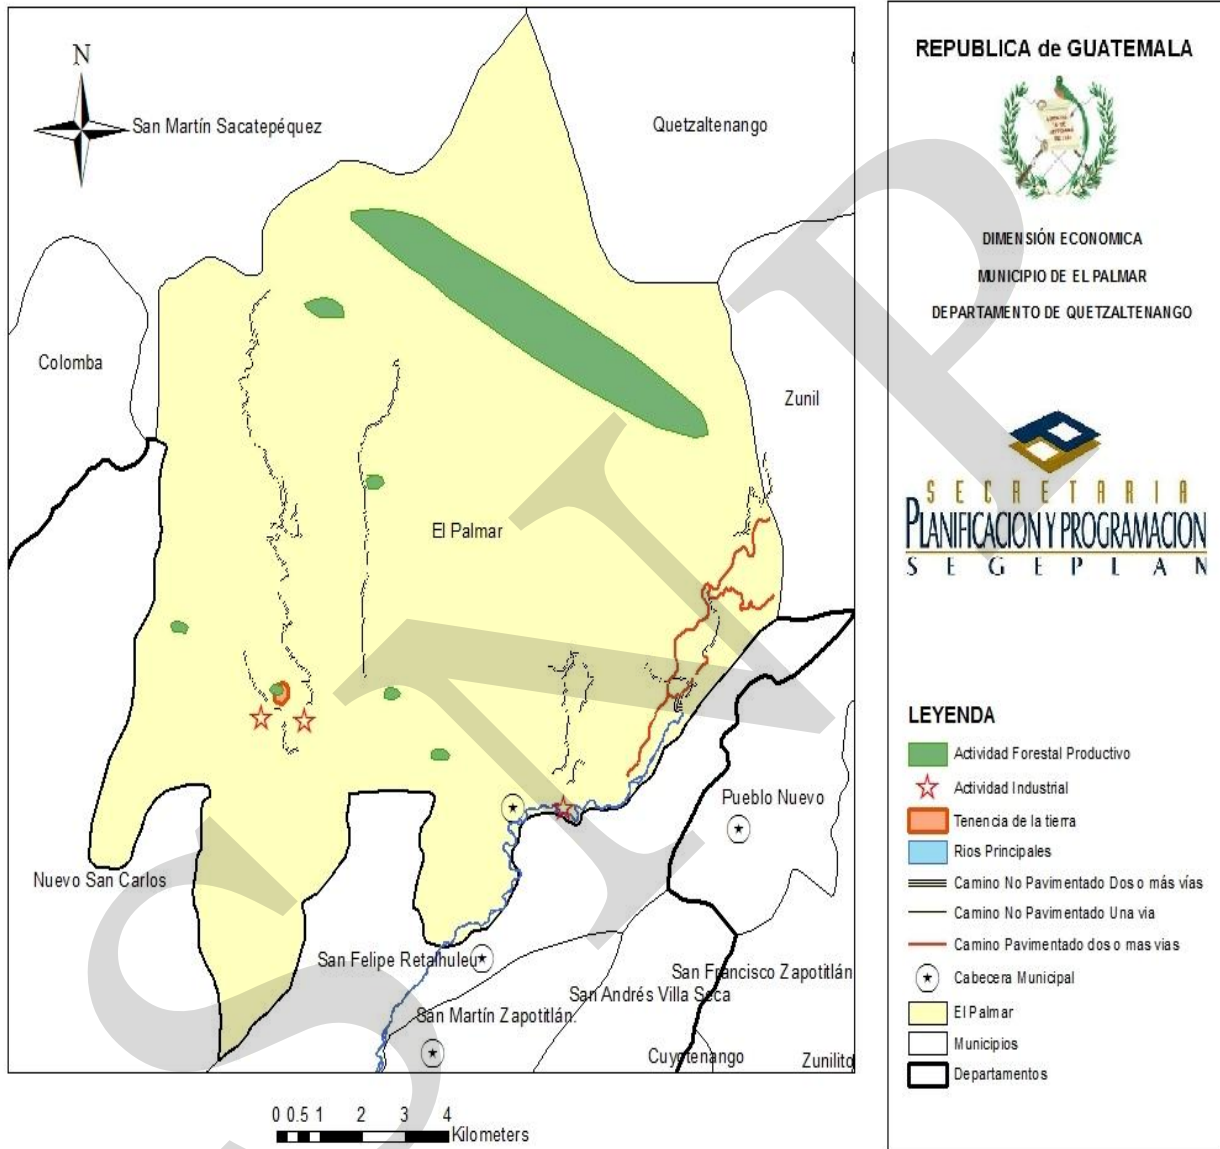 N
San Martín Sacatepéquez
Quetzaltenango
Colomba
Zunil
El Palmar
Pueblo Nuevo
Nuevo San Carlos
San Felipe Retalhuleu
San Francisco Zapotitlán
San Andrés Villa Seca
San Martín Zapotitlán.
Cuyotenango
Zunilito
0 0.5 1 2 3 4
Kilometers
REPUBLICA de GUATEMALA
DIMENSIÓN ECONOMICA
MUNICIPIO DE EL PALMAR
DEPARTAMENTO DE QUETZALTENANGO
SECRETARIA
PLANIFICACION Y PROGRAMACION
SEGEPLAN
LEYENDA
Actividad Forestal Productivo
Actividad Industrial
Tenencia de la tierra
Rios Principales
Camino No Pavimentado Dos o más vías
Camino No Pavimentado Una via
Camino Pavimentado dos o mas vias
Cabecera Municipal
El Palmar
Municipios
Departamentos
SNIP